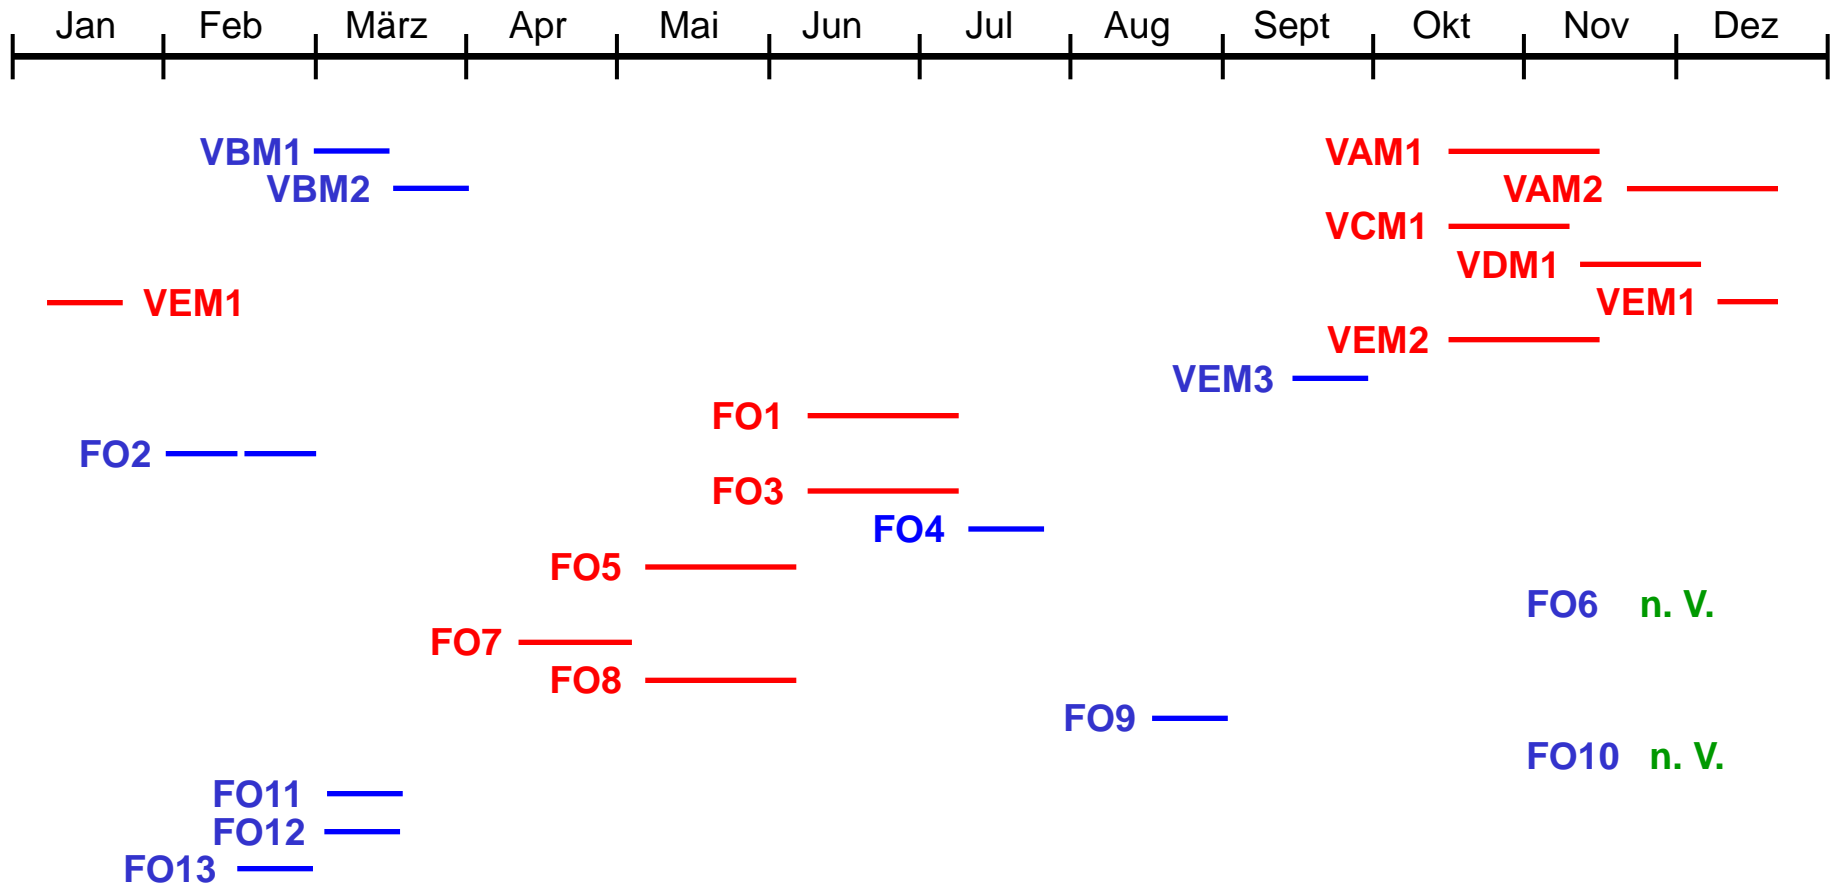 Jan Feb März Apr Mai Jun Jul Aug Sept Okt Nov Dez
VBM1 VAM1
VBM2 VAM2
VCM1
VDM1
VEM1 VEM1
VEM2
VEM3
FO1
FO2
FO3
FO4
FO5
FO6 n. V.
FO7
FO8
FO9
FO10 n. V.
FO11
FO12
FO13